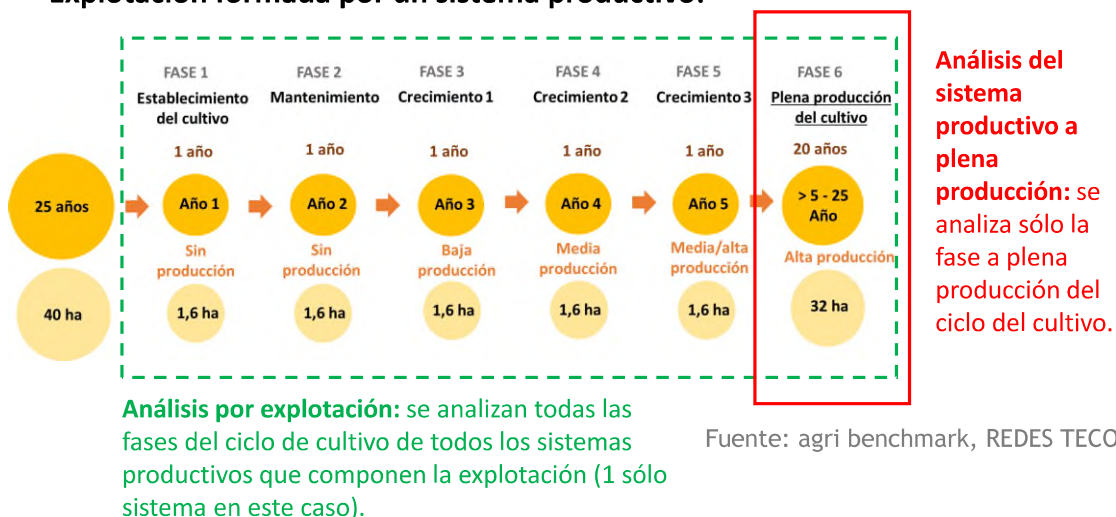 Explotación formada por un sistema productivo:
FASE 1
Establecimiento
del cultivo
1 año
Año 1
Sin
producción
1,6 ha
FASE 2
Mantenimiento
1 año
Año 2
Sin
producción
1,6 ha
FASE 3
Crecimiento 1
1 año
Año 3
Baja
producción
1,6 ha
FASE 4
Crecimiento 2
1 año
Año 4
Media
producción
1,6 ha
FASE 5
Crecimiento 3
1 año
Año 5
Media/alta
producción
1,6 ha
FASE 6
Plena producción
del cultivo
20 años
> 5 - 25
Año
Alta producción
32 ha
25 años
40 ha
Análisis del
sistema
productivo a
plena
producción: se
analiza sólo la
fase a plena
producción del
ciclo del cultivo.
Análisis por explotación: se analizan todas las
fases del ciclo de cultivo de todos los sistemas
productivos que componen la explotación (1 sólo
sistema en este caso).
Fuente: agri benchmark, REDES TECO